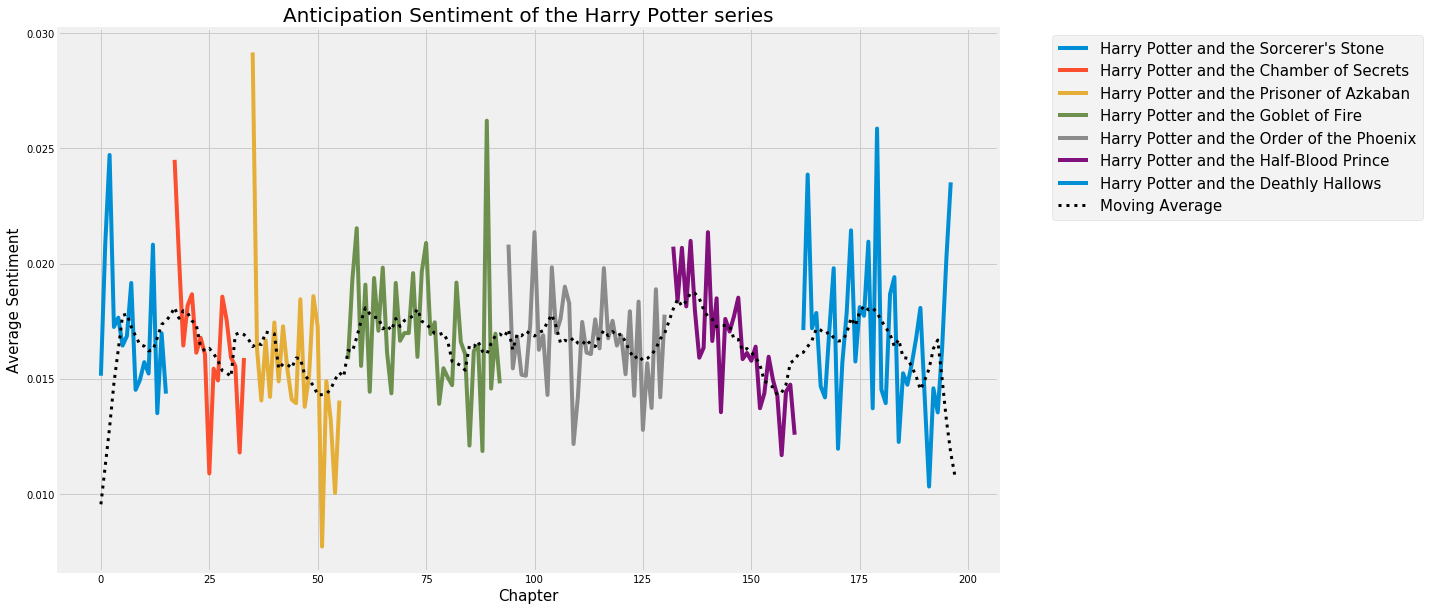 Anticipation Sentiment of the Harry Potter series
Harry Potter and the Sorcerer's Stone
Harry Potter and the Chamber of Secrets
Harry Potter and the Prisoner of Azkaban
Harry Potter and the Goblet of Fire
Harry Potter and the Order of the Phoenix
Harry Potter and the Half-Blood Prince
Harry Potter and the Deathly Hallows
Moving Average
Average Sentiment
0.030
0.025
0.020
0.015
0.010
0 25 50 75 100 125 150 175 200
Chapter